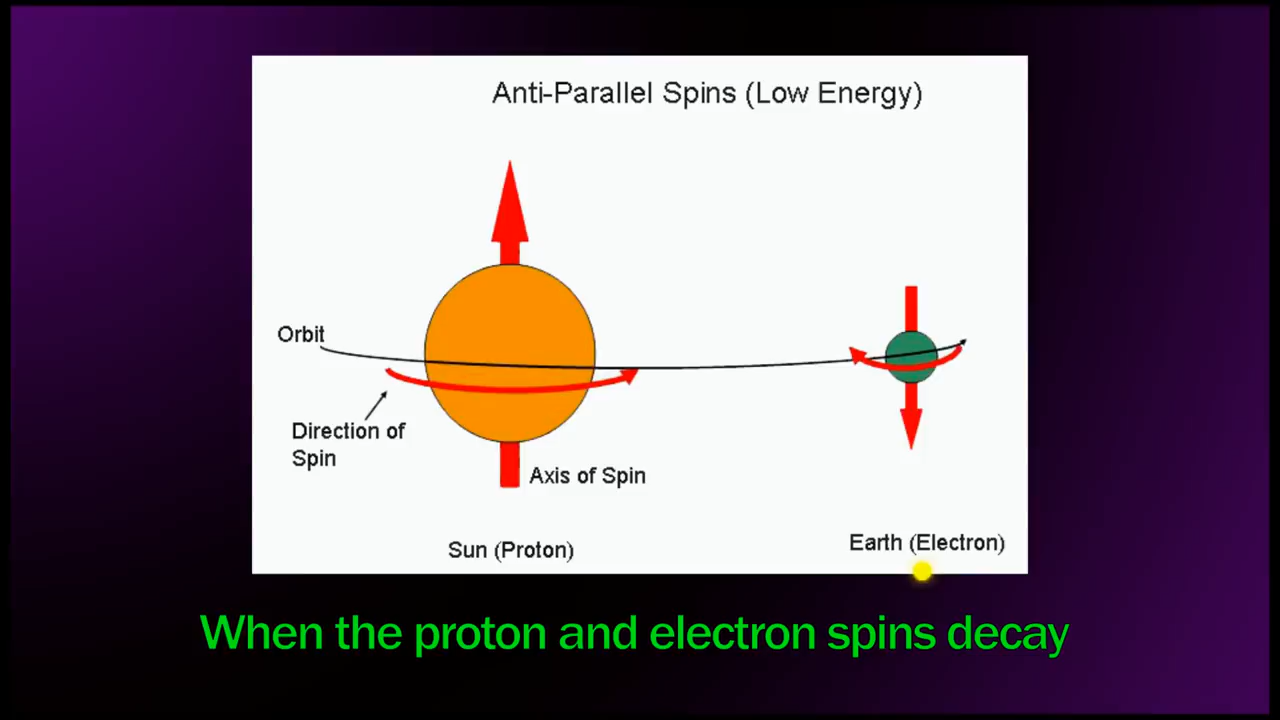 Anti-Parallel Spins (Low Energy)
Orbit
Direction of
Spin
Axis of Spin
Sun (Proton)
Earth (Electron)
When the proton and electron spins decay